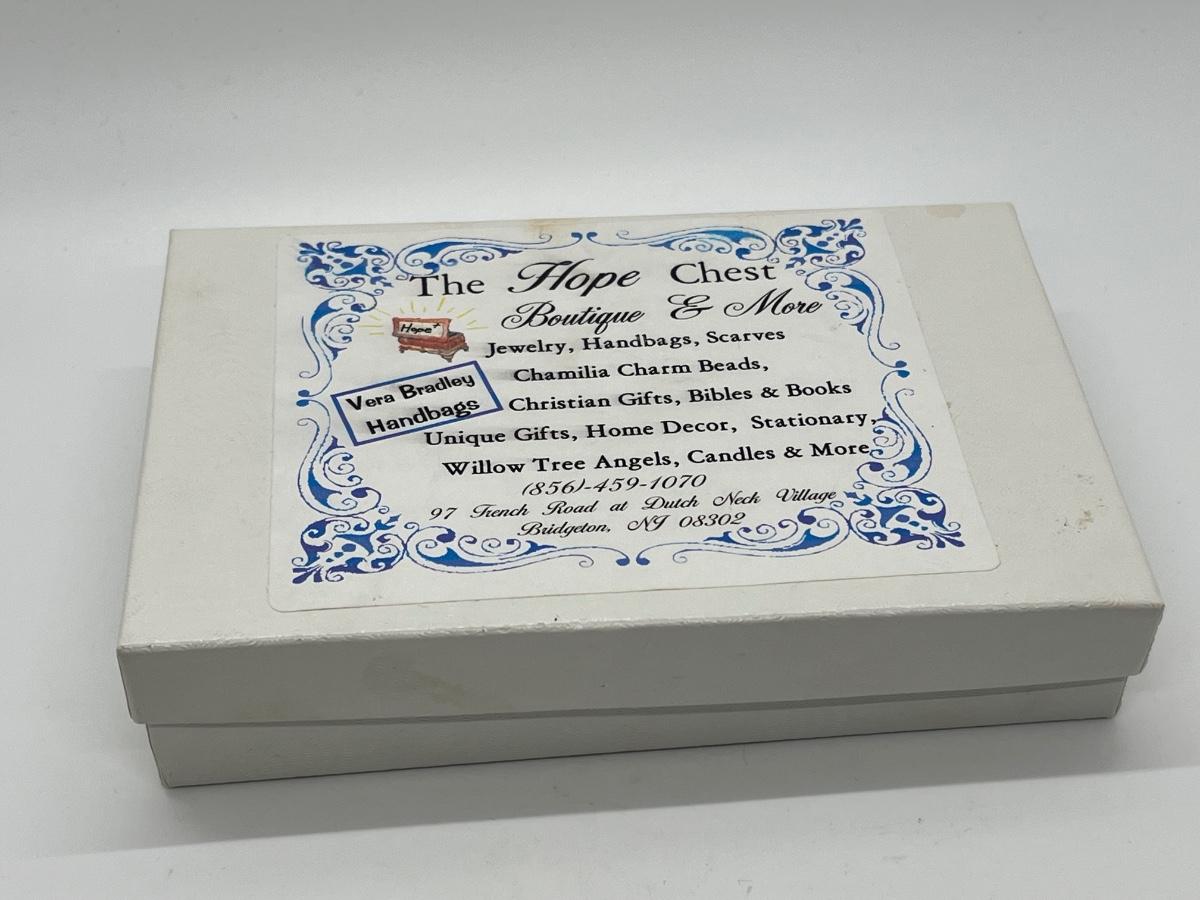 The Hope Chest
Boutique & More
Hope
Jewelry, Handbags, Scarves
Vera Bradley
Handbags
Chamilia Charm Beads,
Christian Gifts, Bibles & Books
Unique Gifts, Home Decor, Stationary,
Willow Tree Angels, Candles & More
(856)-459-1070
97 Trench Road at Dutch Neck Village
Bridgeton, NJ 08302